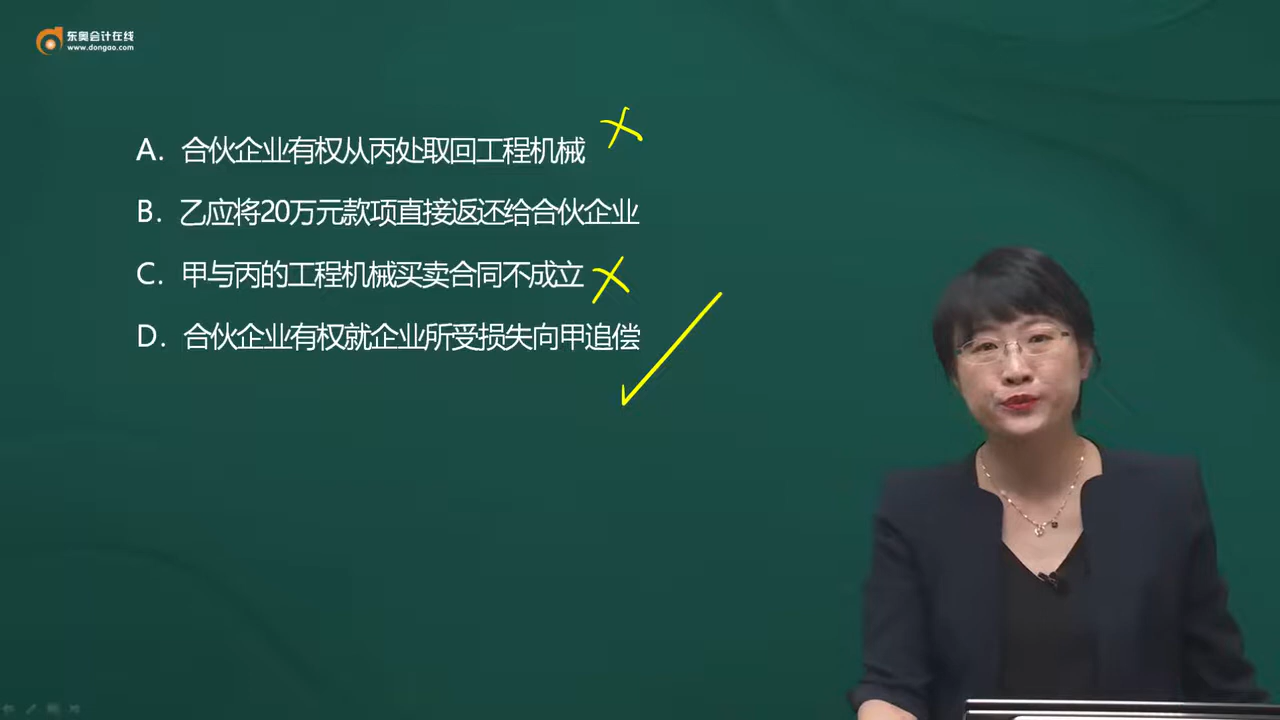 东奥会计在线
www.dongao.com
A. 合伙企业有权从丙处取回工程机械
B. 乙应将20万元款项直接返还给合伙企业
C. 甲与丙的工程机械买卖合同不成立
D. 合伙企业有权就企业所受损失向甲追偿